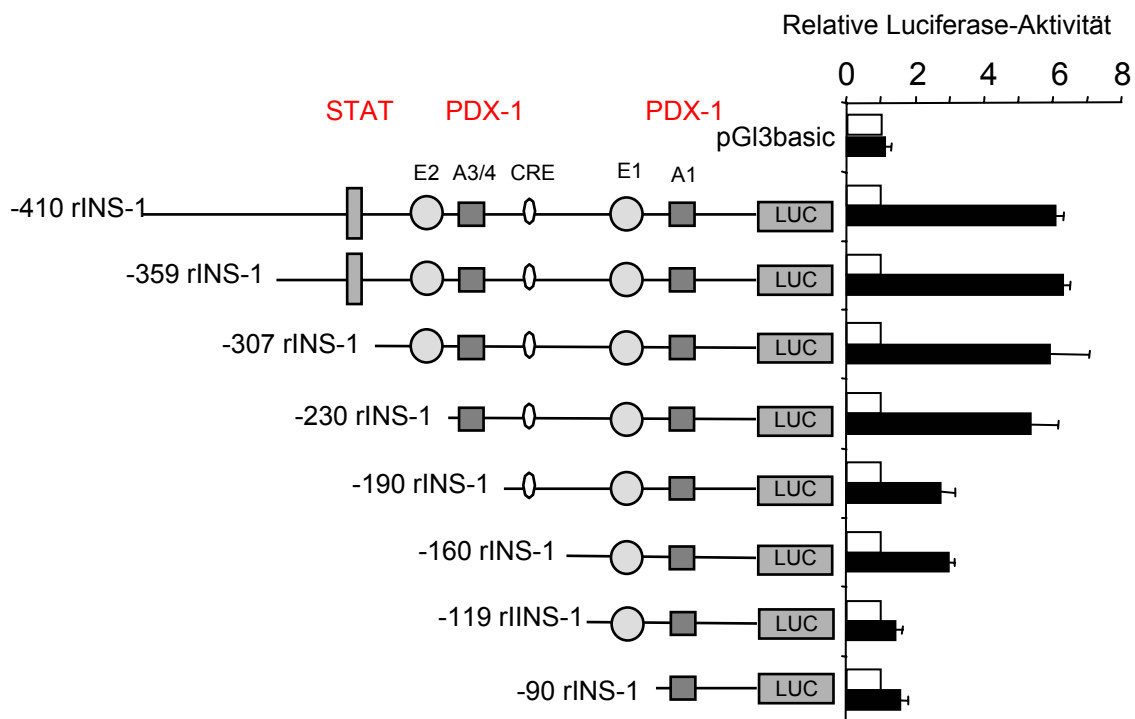 Relative Luciferase-Aktivität
0 2 4 6 8
STAT PDX-1 PDX-1
pGl3basic
E2 A3/4 CRE E1 A1
-410 rINS-1 LUC
-359 rINS-1 LUC
-307 rINS-1 LUC
-230 rINS-1 LUC
-190 rINS-1 LUC
-160 rINS-1 LUC
-119 rIINS-1 LUC
-90 rINS-1 LUC